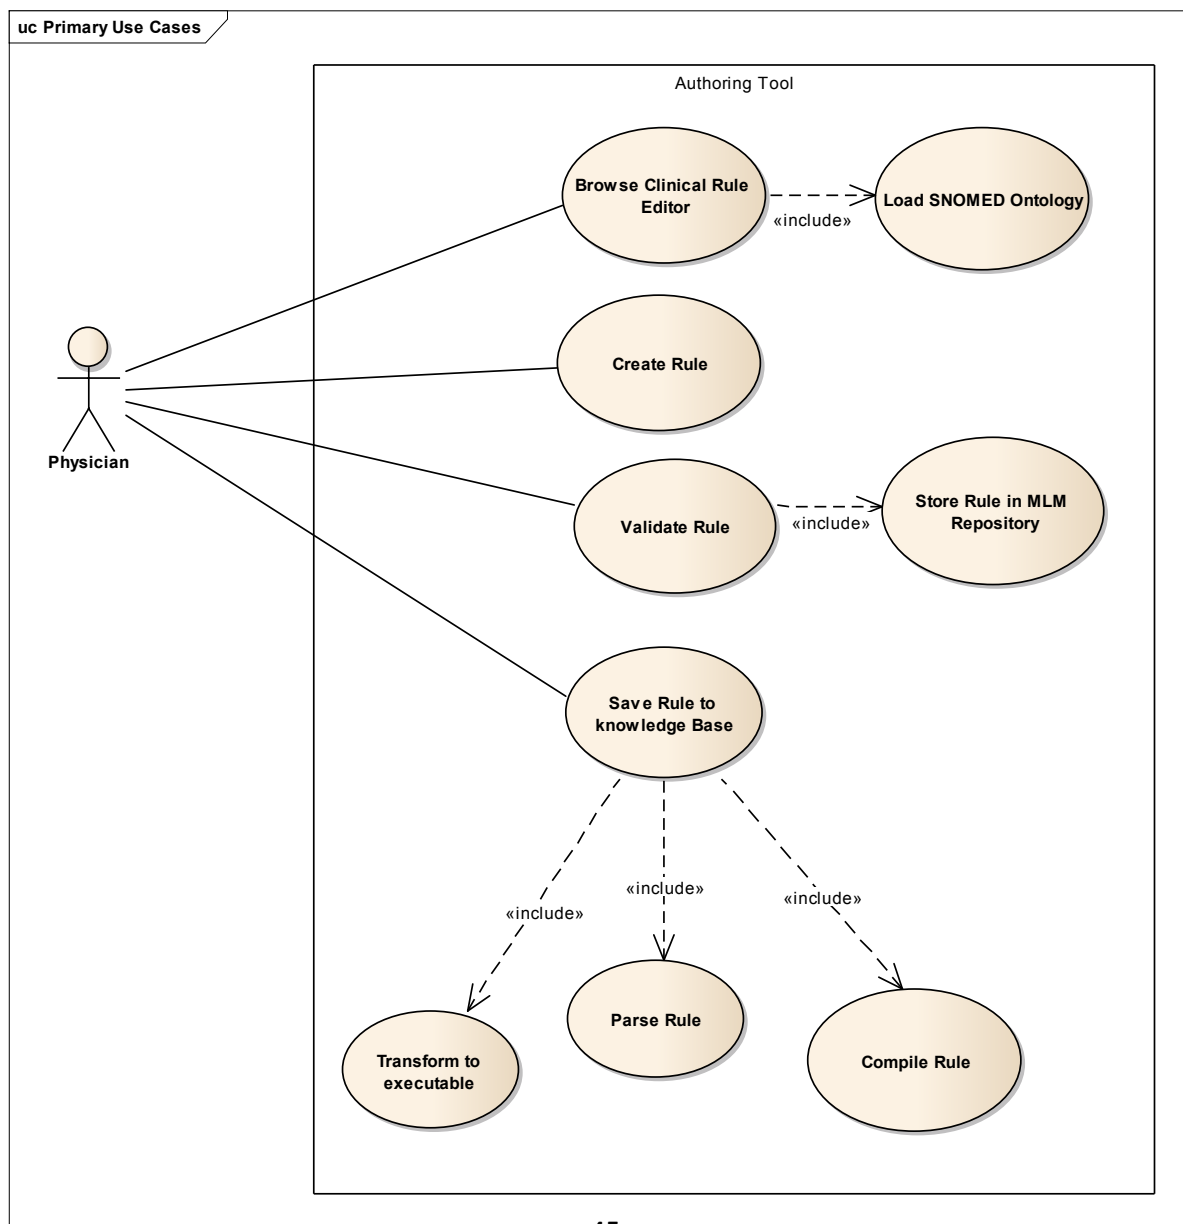 uc Primary Use Cases
Authoring Tool
Browse Clinical Rule
Editor
«include»
Load SNOMED Ontology
Create Rule
Physician
Validate Rule
«include»
Store Rule in MLM
Repository
Save Rule to
knowledge Base
«include»
«include»
«include»
Transform to
executable
Parse Rule
Compile Rule